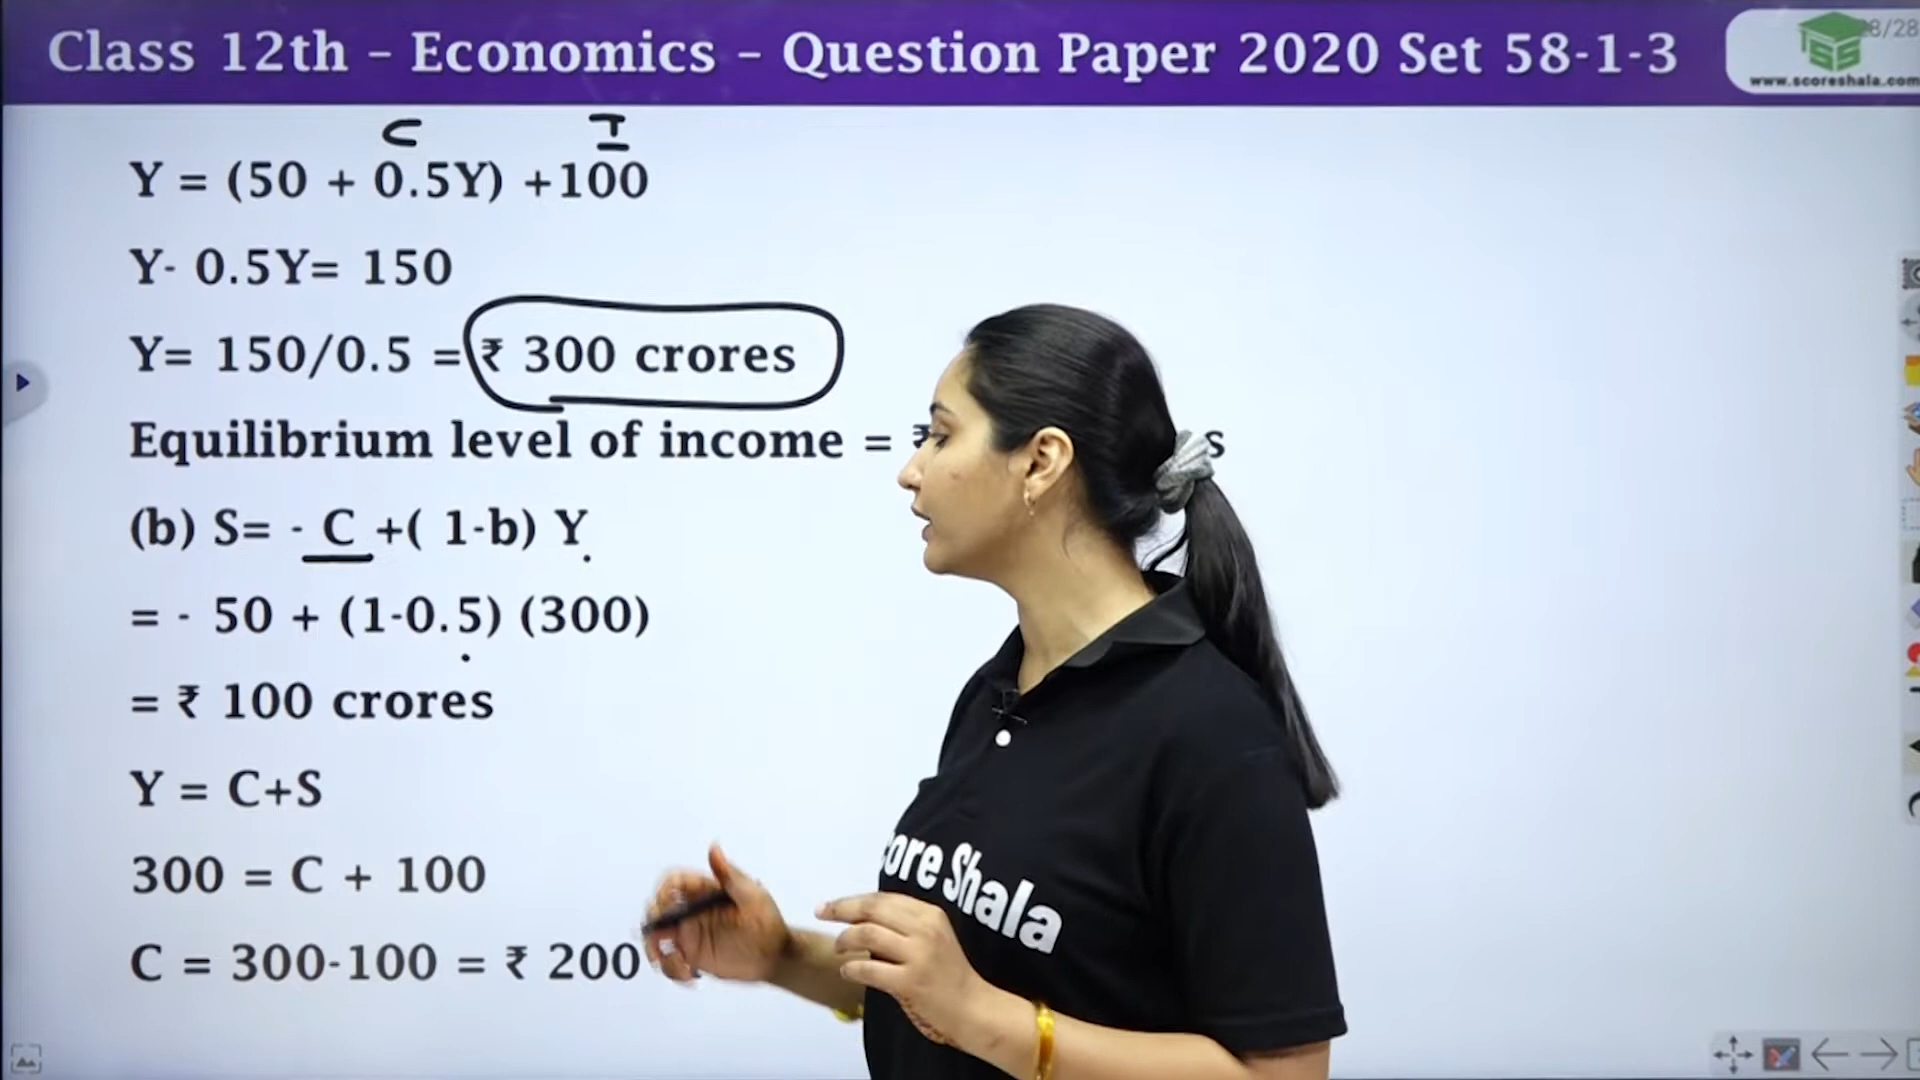 Class 12th – Economics – Question Paper 2020 Set 58-1-3
8/28
www.scoreshala.com
C I
Y = (50 + 0.5Y) +100
Y- 0.5Y= 150
Y= 150/0.5 = ₹ 300 crores
Equilibrium level of income = ₹ s
(b) S= - C +( 1-b) Y
= - 50 + (1-0.5) (300)
= ₹ 100 crores
Y = C+S
300 = C + 100
C = 300-100 = ₹ 200
ore Shala